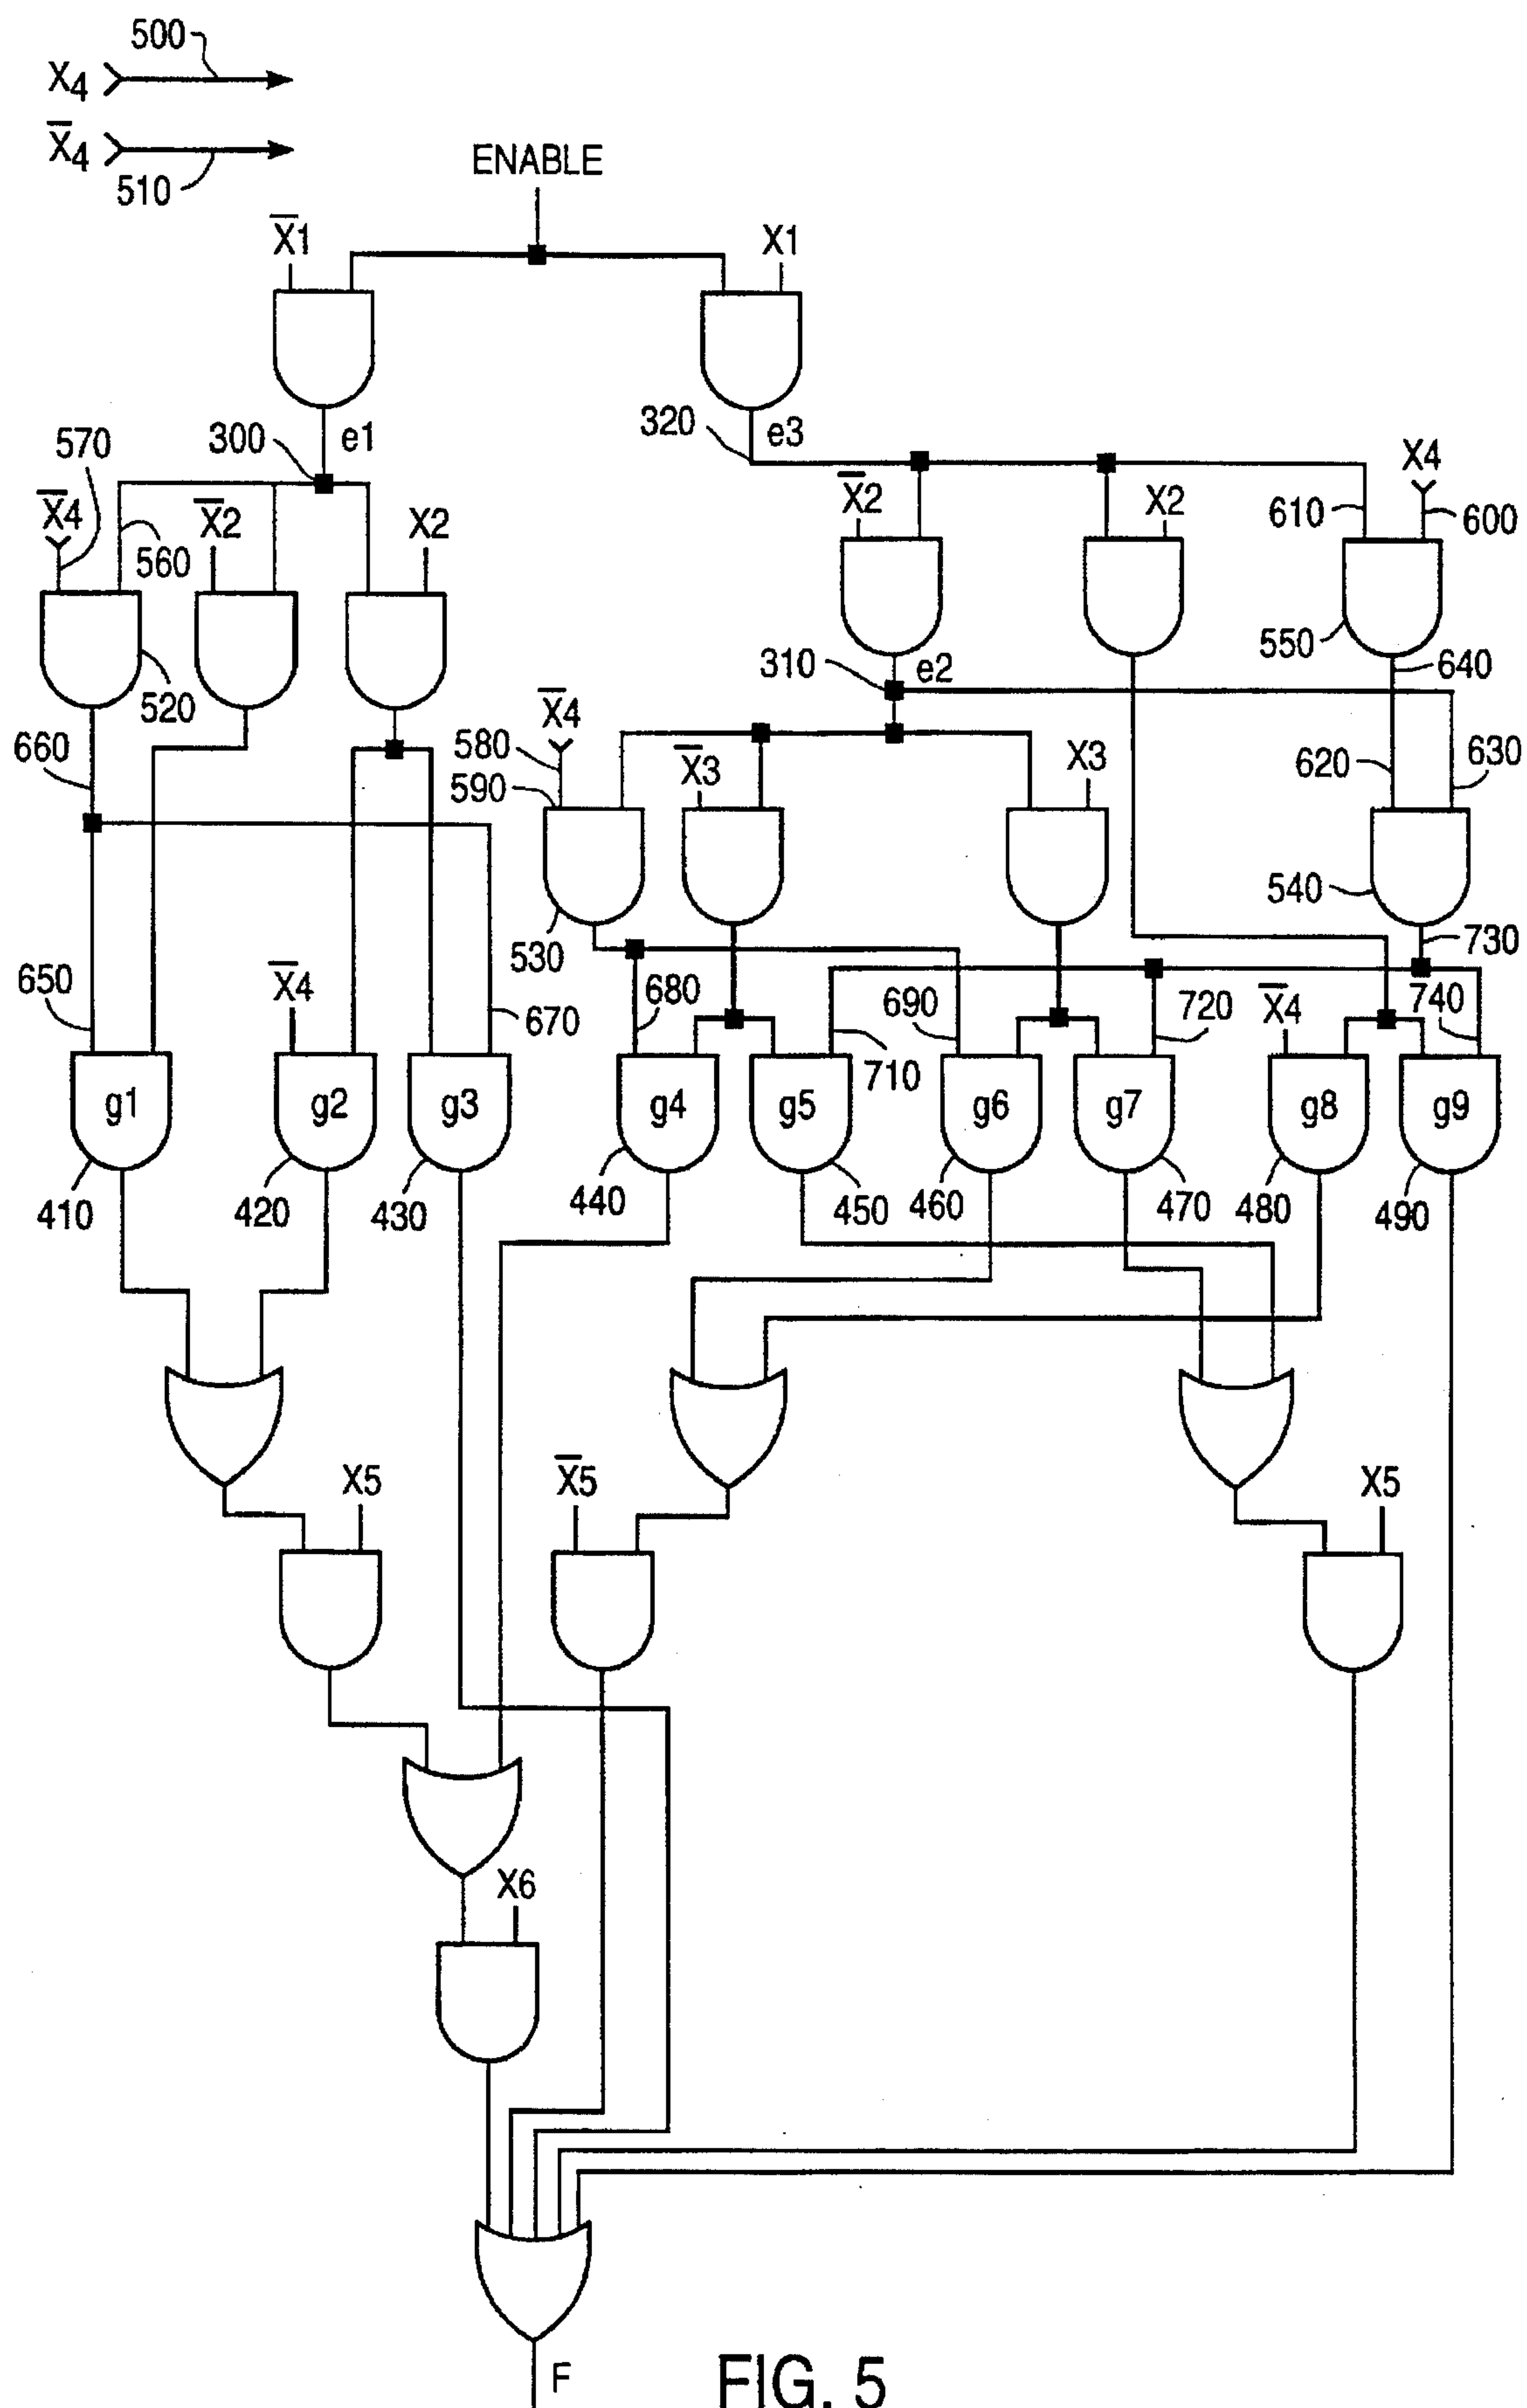 500
X4
X̅4
510
ENABLE
X̅1
X1
300
e1
320
e3
570
X̅4
560
X̅2
X2
X̅2
X2
610
X4
600
520
550
640
310
e2
660
X̅4
580
590
X̅3
X3
620
630
530
540
730
650
X̅4
670
680
690
710
720
X̅4
740
g1
g2
g3
g4
g5
g6
g7
g8
g9
410
420
430
440
450
460
470
480
490
X5
X̅5
X5
X6
F
FIG. 5